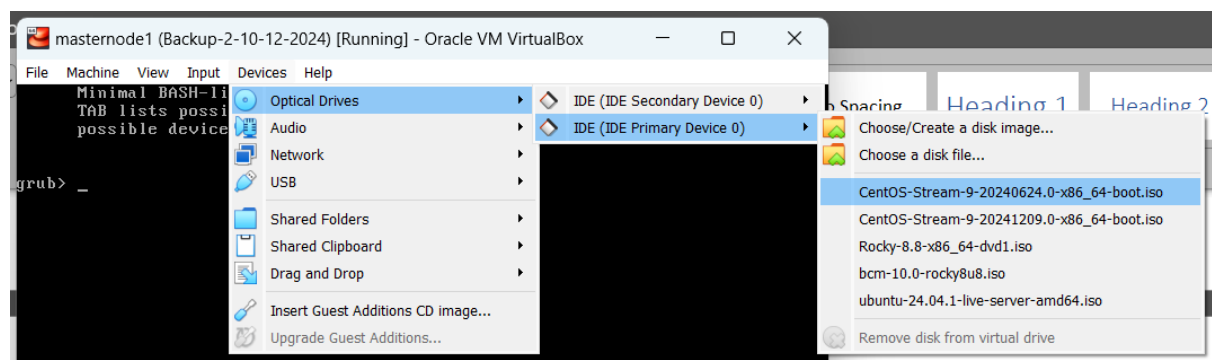 masternode1 (Backup-2-10-12-2024) [Running] - Oracle VM VirtualBox
File Machine View Input Devices Help
Minimal BASH-li
TAB lists possi
possible device
grub> _
Optical Drives
Audio
Network
USB
Shared Folders
Shared Clipboard
Drag and Drop
Insert Guest Additions CD image...
Upgrade Guest Additions...
IDE (IDE Secondary Device 0)
IDE (IDE Primary Device 0)
Choose/Create a disk image...
Choose a disk file...
CentOS-Stream-9-20240624.0-x86_64-boot.iso
CentOS-Stream-9-20241209.0-x86_64-boot.iso
Rocky-8.8-x86_64-dvd1.iso
bcm-10.0-rocky8u8.iso
ubuntu-24.04.1-live-server-amd64.iso
Remove disk from virtual drive
Spacing Heading 1 Heading 2